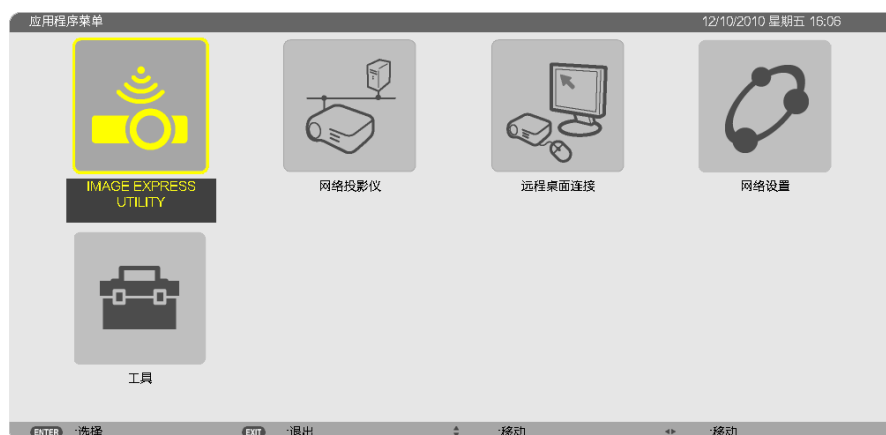 应用程序菜单 12/10/2010 星期五 16:06
IMAGE EXPRESS
UTILITY
网络投影仪
远程桌面连接
网络设置
工具
ENTER :选择 EXIT :退出 :移动 :移动